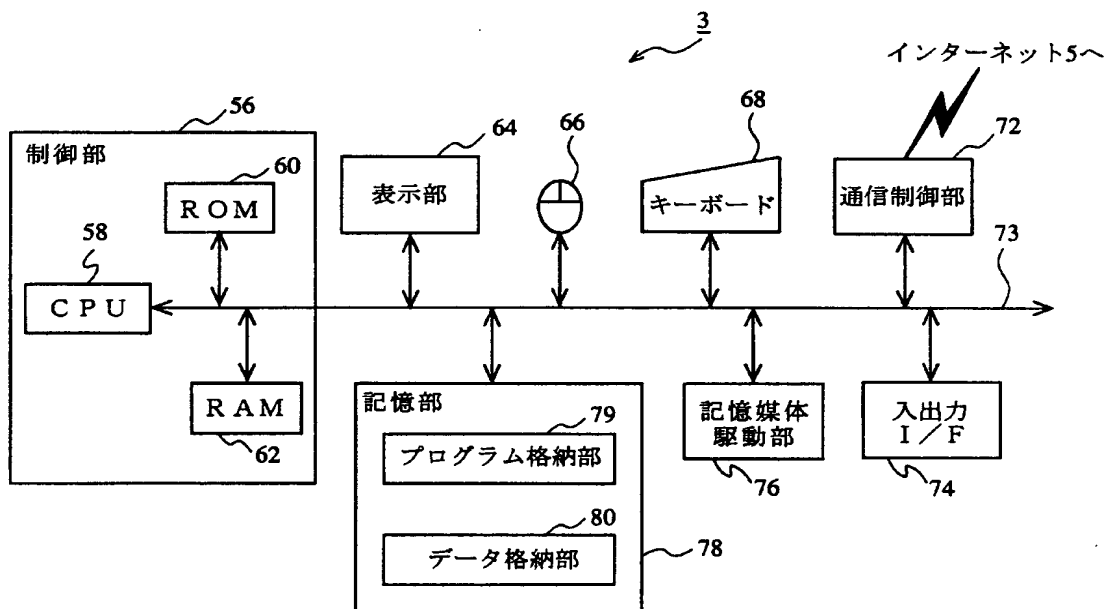 3
インターネット5へ
56
制御部
60
ROM
58
CPU
RAM
62
64
表示部
66
68
キーボード
72
通信制御部
73
記憶部
79
プログラム格納部
80
データ格納部
78
記憶媒体
駆動部
76
入出力
I/F
74